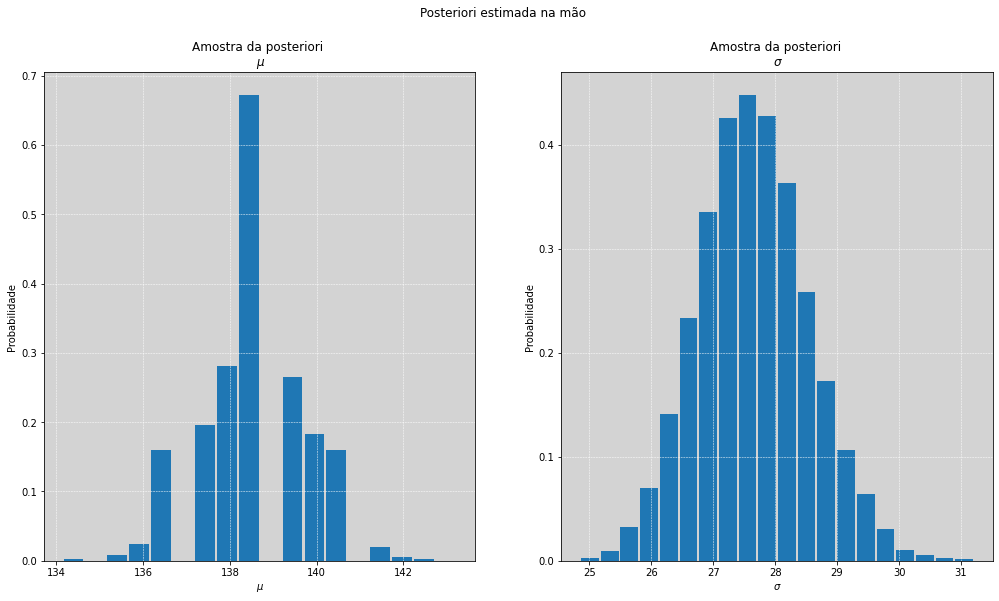 Posteriori estimada na mão
Amostra da posteriori
μ
0.7
0.6
0.5
0.4
0.3
0.2
0.1
0.0
Probabilidade
134 136 138 140 142
μ
Amostra da posteriori
σ
0.4
0.3
0.2
0.1
0.0
Probabilidade
25 26 27 28 29 30 31
σ